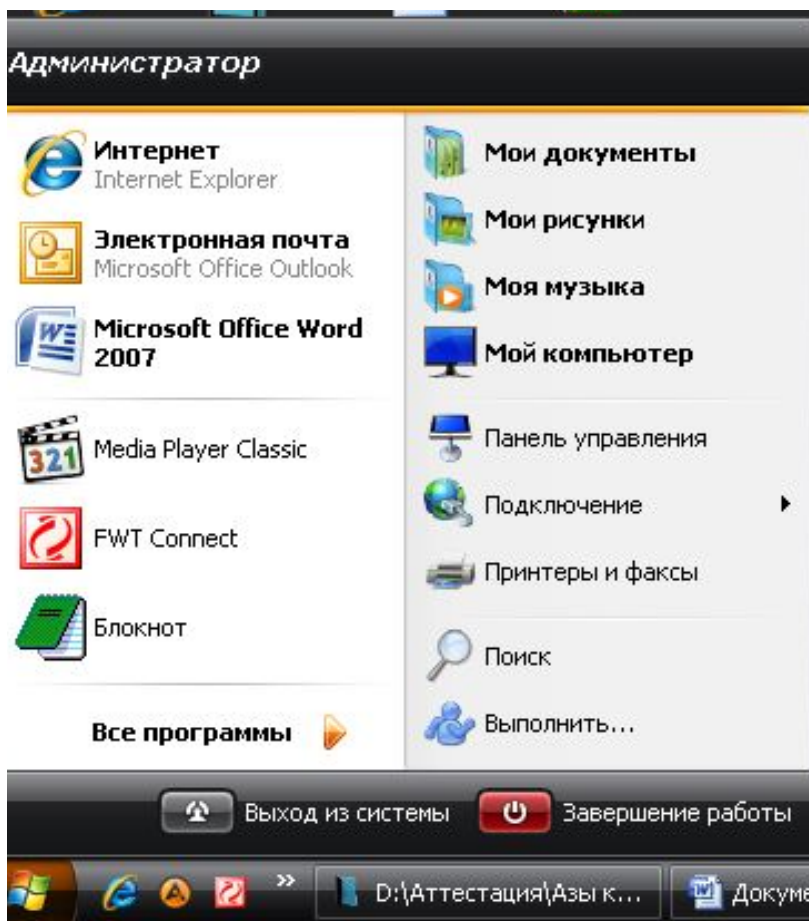 Администратор
Интернет
Internet Explorer
Электронная почта
Microsoft Office Outlook
Microsoft Office Word
2007
Media Player Classic
FWT Connect
Блокнот
Все программы
Мои документы
Мои рисунки
Моя музыка
Мой компьютер
Панель управления
Подключение
Принтеры и факсы
Поиск
Выполнить...
Выход из системы
Завершение работы
D:\Аттестация\Азы к...
Докуме